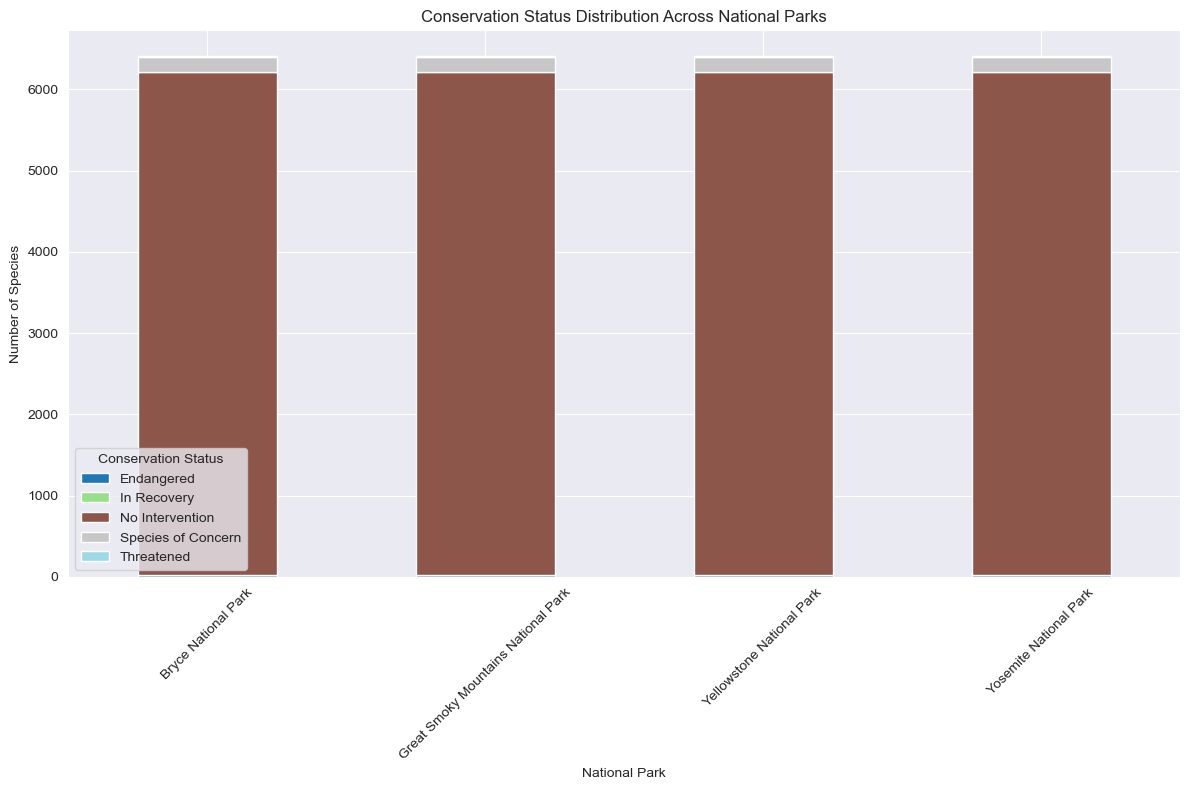 Conservation Status Distribution Across National Parks
Number of Species
6000
5000
4000
3000
2000
1000
0
Conservation Status
Endangered
In Recovery
No Intervention
Species of Concern
Threatened
Bryce National Park
Great Smoky Mountains National Park
Yellowstone National Park
Yosemite National Park
National Park